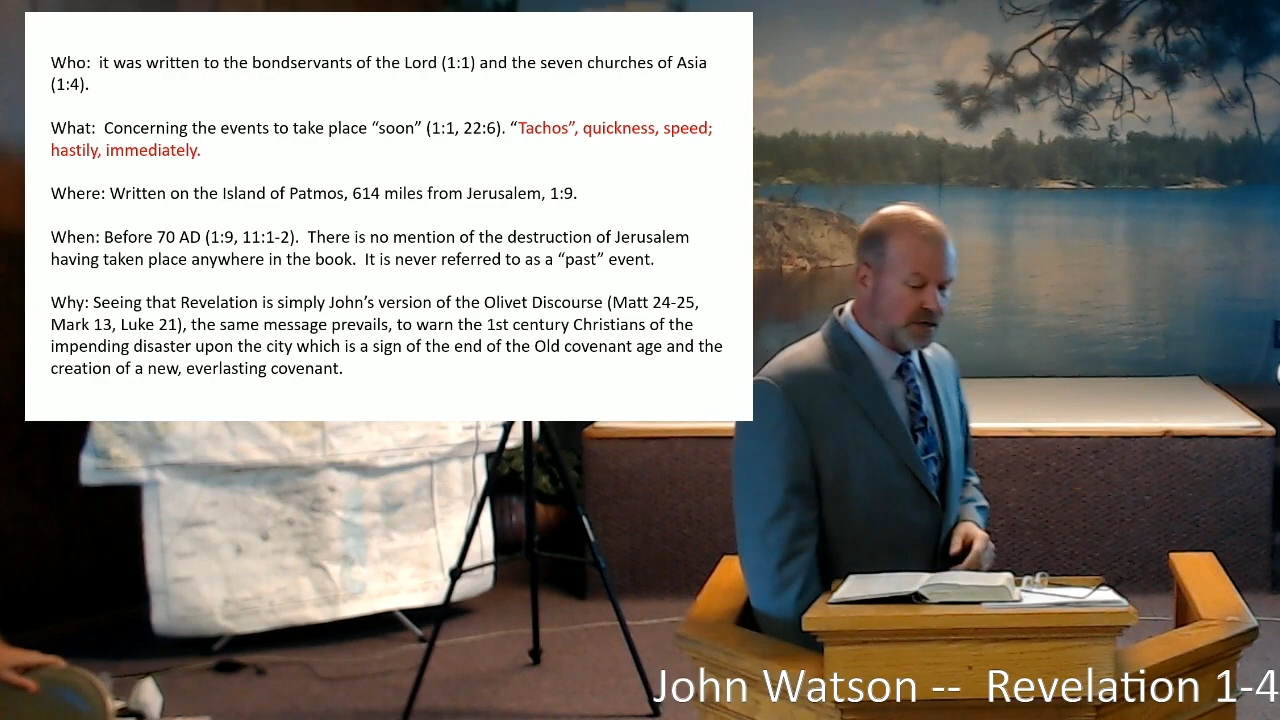 Who:  it was written to the bondservants of the Lord (1:1) and the seven churches of Asia
(1:4).
What:  Concerning the events to take place “soon” (1:1, 22:6). “Tachos”, quickness, speed;
hastily, immediately.
Where: Written on the Island of Patmos, 614 miles from Jerusalem, 1:9.
When: Before 70 AD (1:9, 11:1-2).  There is no mention of the destruction of Jerusalem
having taken place anywhere in the book.  It is never referred to as a “past” event.
Why: Seeing that Revelation is simply John’s version of the Olivet Discourse (Matt 24-25,
Mark 13, Luke 21), the same message prevails, to warn the 1st century Christians of the
impending disaster upon the city which is a sign of the end of the Old covenant age and the
creation of a new, everlasting covenant.
John Watson --  Revelation 1-4